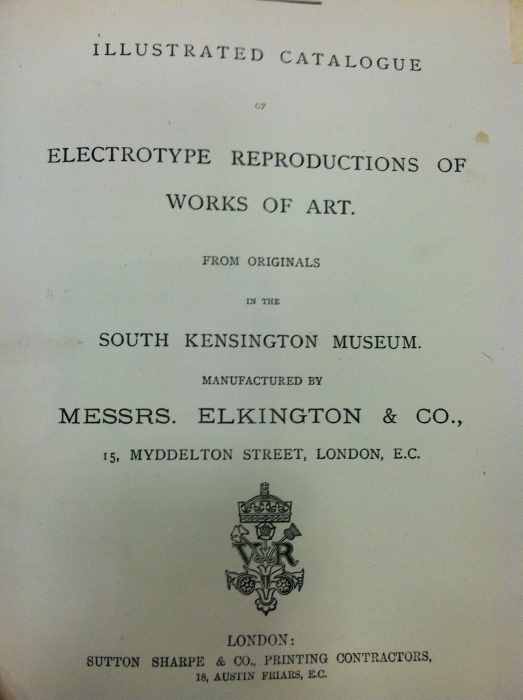 ILLUSTRATED CATALOGUE
OF
ELECTROTYPE REPRODUCTIONS OF
WORKS OF ART.
FROM ORIGINALS
IN THE
SOUTH KENSINGTON MUSEUM.
MANUFACTURED BY
MESSRS. ELKINGTON & CO.,
15, MYDDELTON STREET, LONDON, E.C.
V R
LONDON:
SUTTON SHARPE & CO., PRINTING CONTRACTORS,
18, AUSTIN FRIARS, E.C.